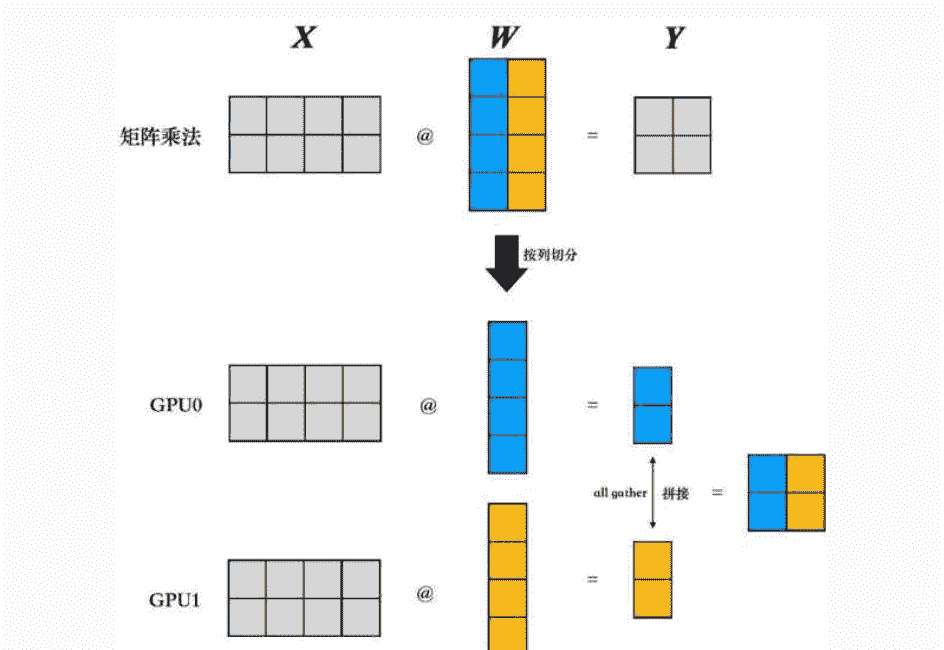 X W Y
矩阵乘法 @ =
按列切分
GPU0 @ =
all gather 拼接 =
GPU1 @ =